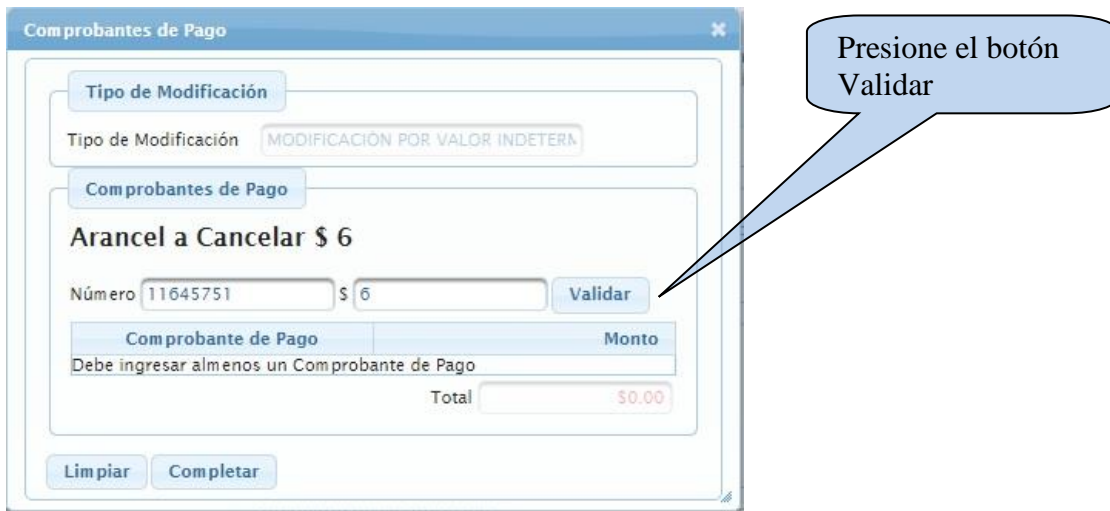 Comprobantes de Pago
Presione el botón
Validar
Tipo de Modificación
Tipo de Modificación MODIFICACIÓN POR VALOR INDETERM
Comprobantes de Pago
Arancel a Cancelar $ 6
Número 11645751 $ 6 Validar
Comprobante de Pago Monto
Debe ingresar almenos un Comprobante de Pago
Total $0.00
Limpiar Completar